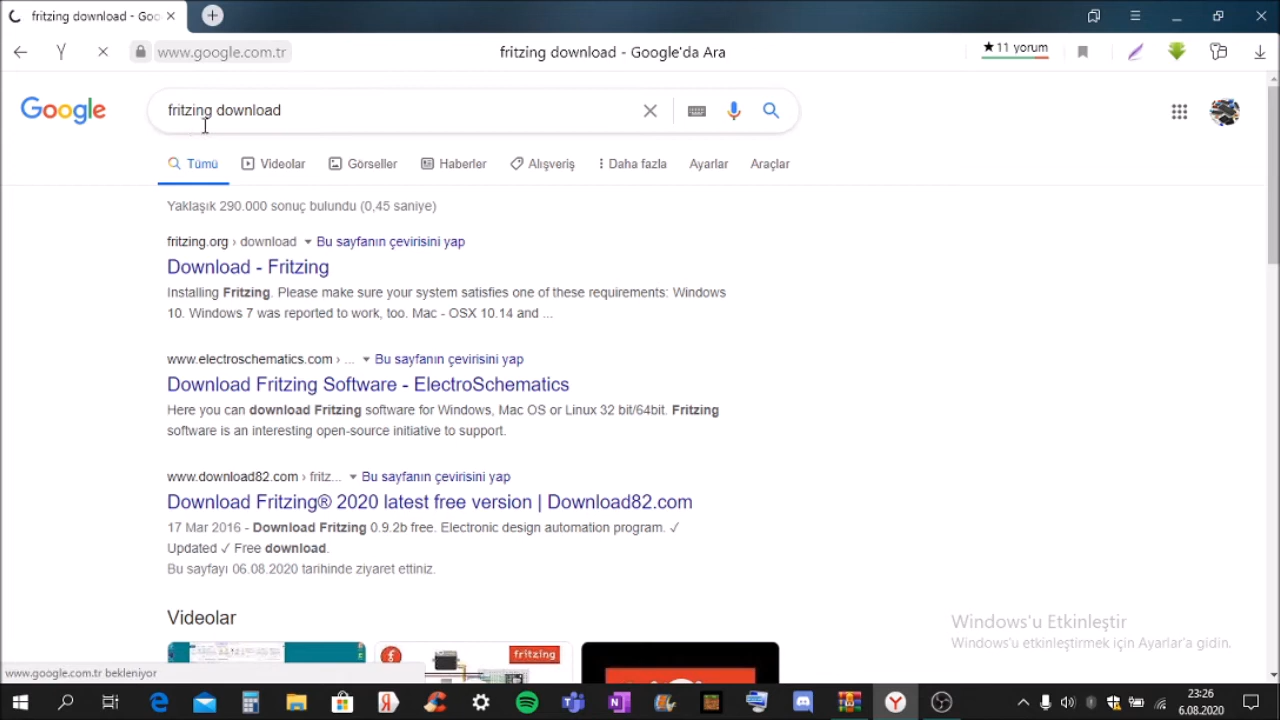 fritzing download - Goo
www.google.com.tr
fritzing download - Google'da Ara
★11 yorum
Google
fritzing download
Tümü
Videolar
Görseller
Haberler
Alışveriş
Daha fazla
Ayarlar
Araçlar
Yaklaşık 290.000 sonuç bulundu (0,45 saniye)
fritzing.org › download Bu sayfanın çevirisini yap
Download - Fritzing
Installing Fritzing. Please make sure your system satisfies one of these requirements: Windows
10. Windows 7 was reported to work, too. Mac - OSX 10.14 and ...
www.electroschematics.com › ... Bu sayfanın çevirisini yap
Download Fritzing Software - ElectroSchematics
Here you can download Fritzing software for Windows, Mac OS or Linux 32 bit/64bit. Fritzing
software is an interesting open-source initiative to support.
www.download82.com › fritz... Bu sayfanın çevirisini yap
Download Fritzing® 2020 latest free version | Download82.com
17 Mar 2016 - Download Fritzing 0.9.2b free. Electronic design automation program. ✓
Updated ✓ Free download.
Bu sayfayı 06.08.2020 tarihinde ziyaret ettiniz.
Videolar
fritzing
Windows'u Etkinleştir
Windows'u etkinleştirmek için Ayarlar'a gidin.
www.google.com.tr bekleniyor
23:26
6.08.2020